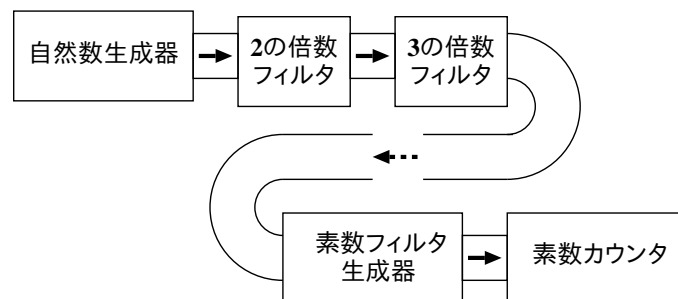 自然数生成器
2の倍数
フィルタ
3の倍数
フィルタ
素数フィルタ
生成器
素数カウンタ